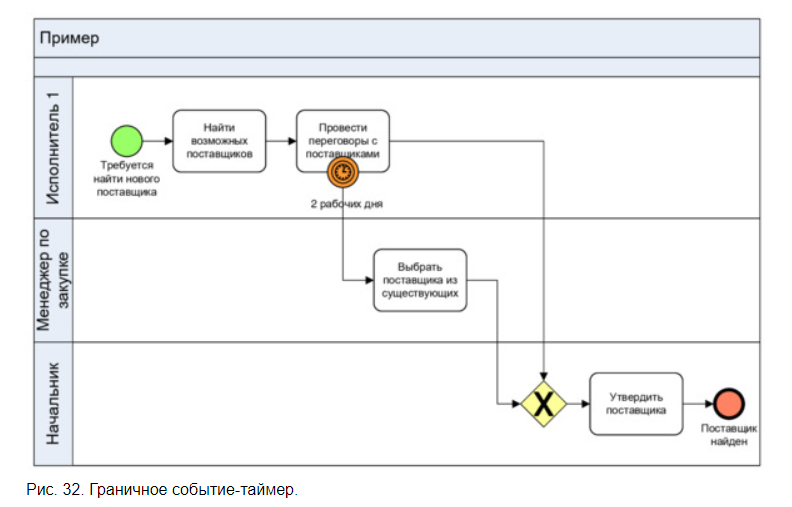 Пример
Исполнитель 1
Требуется
найти нового
поставщика
Найти
возможных
поставщиков
Провести
переговоры с
поставщиками
2 рабочих дня
Менеджер по
закупке
Выбрать
поставщика из
существующих
Начальник
X
Утвердить
поставщика
Поставщик
найден
Рис. 32. Граничное событие-таймер.